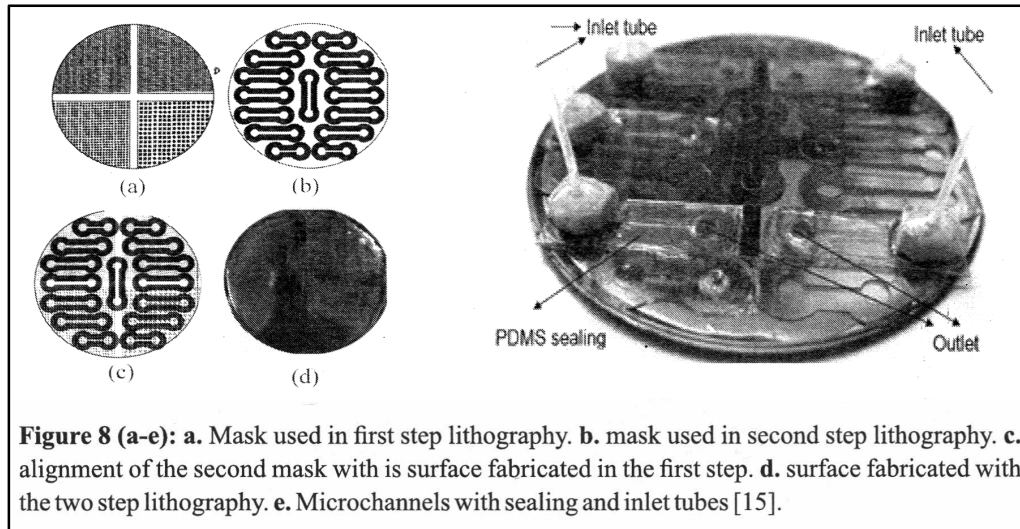 Inlet tube
Inlet tube
(a)
(b)
(c)
(d)
PDMS sealing
Outlet
Figure 8 (a-e): a. Mask used in first step lithography. b. mask used in second step lithography. c.
alignment of the second mask with is surface fabricated in the first step. d. surface fabricated with
the two step lithography. e. Microchannels with sealing and inlet tubes [15].